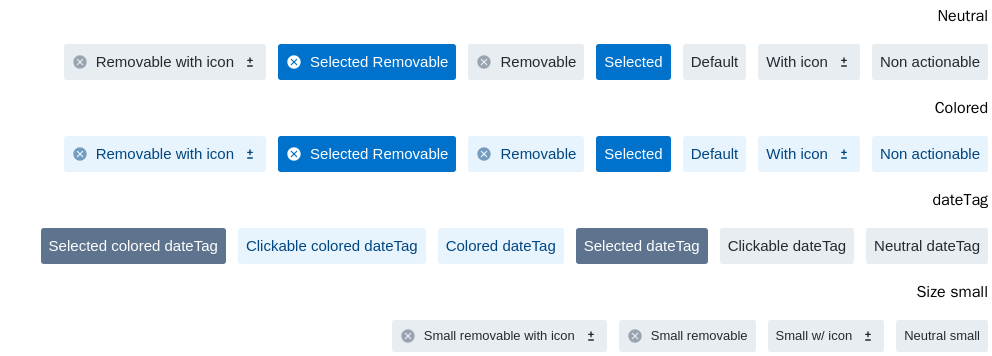 Neutral
Removable with icon ± Selected Removable Removable Selected Default With icon ± Non actionable
Colored
Removable with icon ± Selected Removable Removable Selected Default With icon ± Non actionable
dateTag
Selected colored dateTag Clickable colored dateTag Colored dateTag Selected dateTag Clickable dateTag Neutral dateTag
Size small
Small removable with icon ± Small removable Small w/ icon ± Neutral small